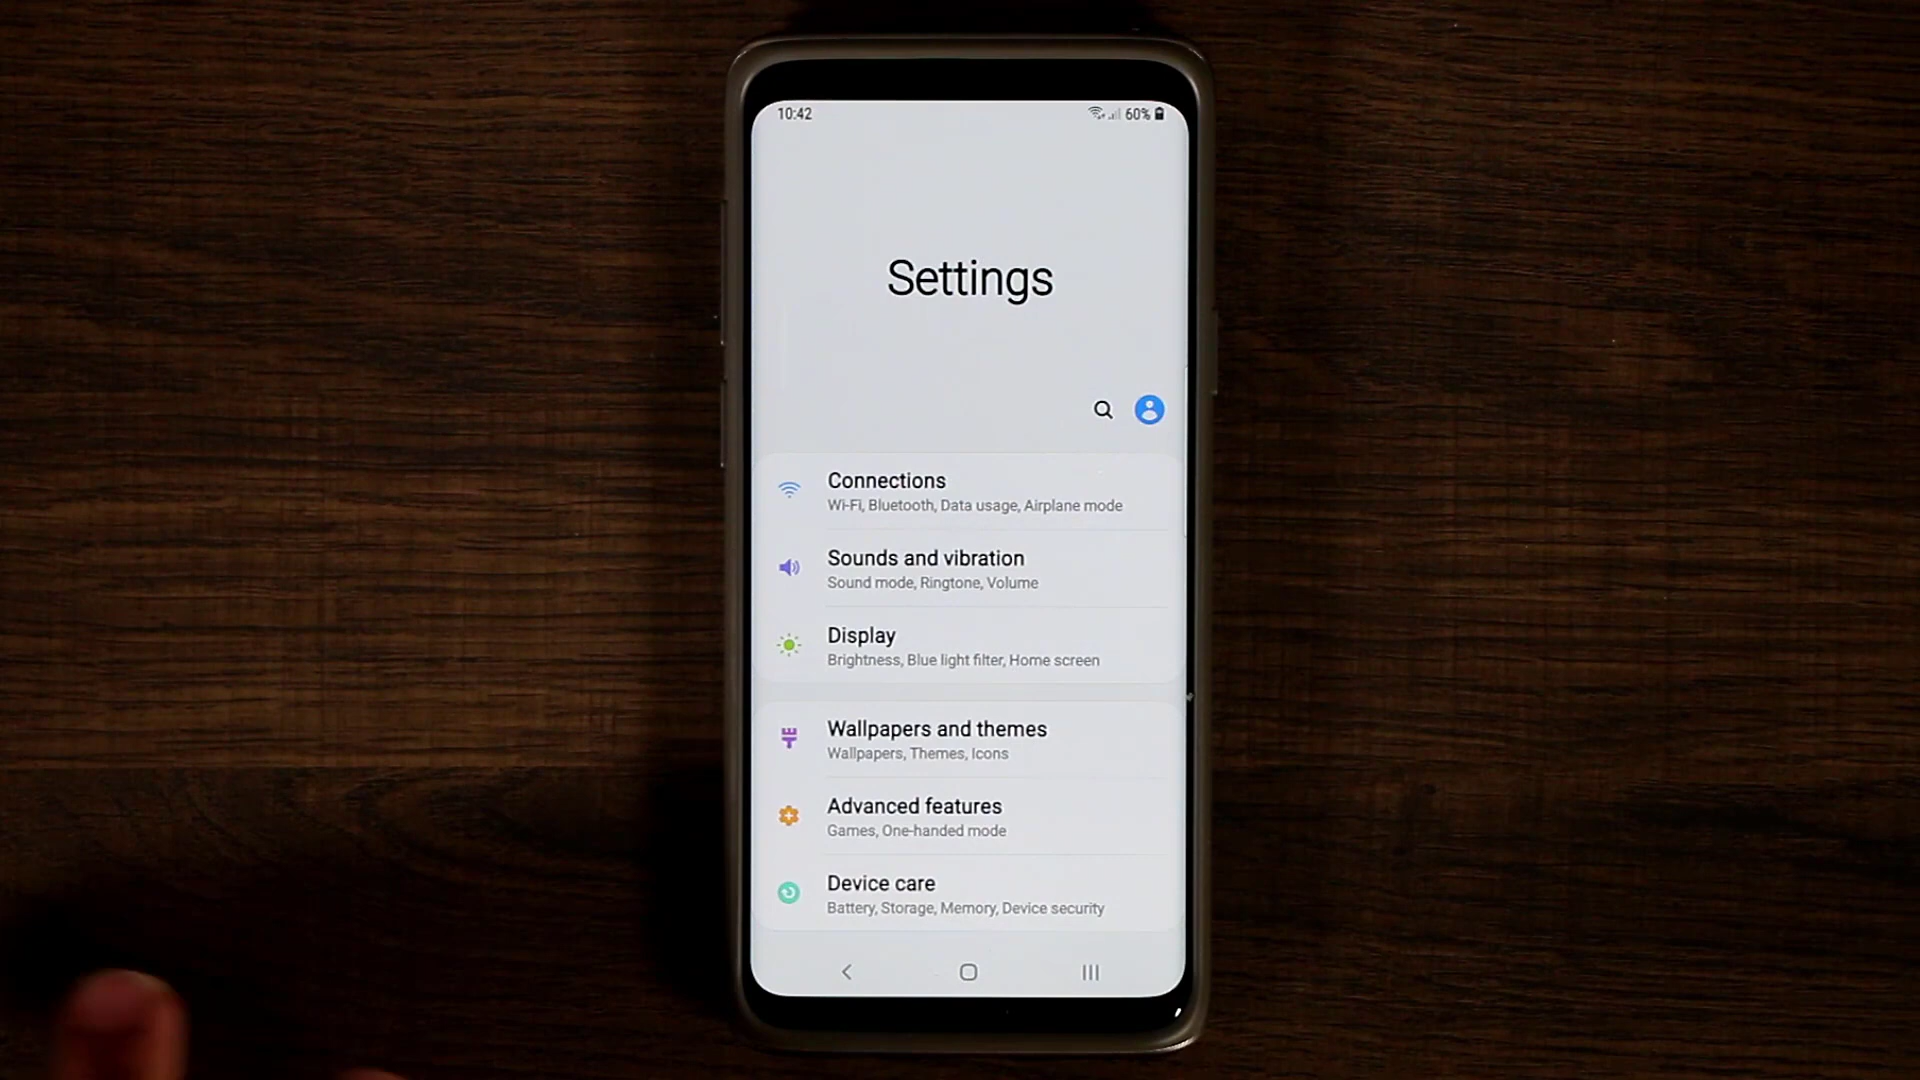 10:42
60%
Settings
Connections
Wi-Fi, Bluetooth, Data usage, Airplane mode
Sounds and vibration
Sound mode, Ringtone, Volume
Display
Brightness, Blue light filter, Home screen
Wallpapers and themes
Wallpapers, Themes, Icons
Advanced features
Games, One-handed mode
Device care
Battery, Storage, Memory, Device security